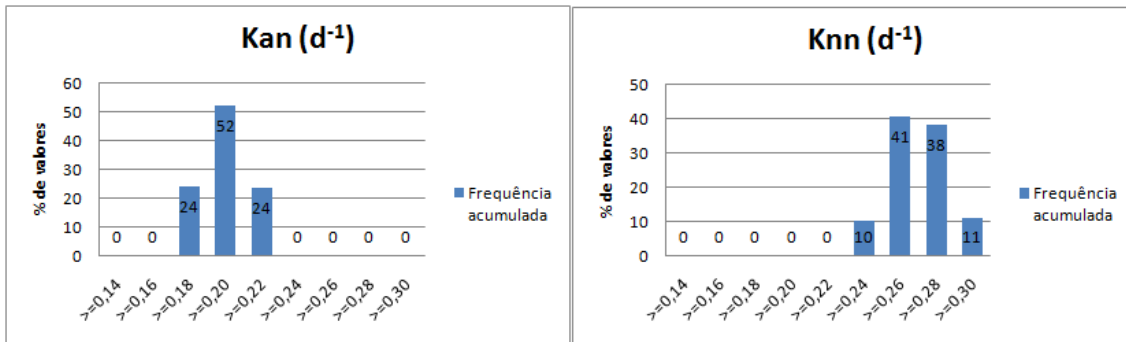 Kan (d-1)
% de valores
60
50
40
30
20
10
0
0 0 24 52 24 0 0 0 0
>=0,14 >=0,16 >=0,18 >=0,20 >=0,22 >=0,24 >=0,26 >=0,28 >=0,30
Frequência
acumulada
Knn (d-1)
% de valores
50
40
30
20
10
0
0 0 0 0 0 10 41 38 11
>=0,14 >=0,16 >=0,18 >=0,20 >=0,22 >=0,24 >=0,26 >=0,28 >=0,30
Frequência
acumulada